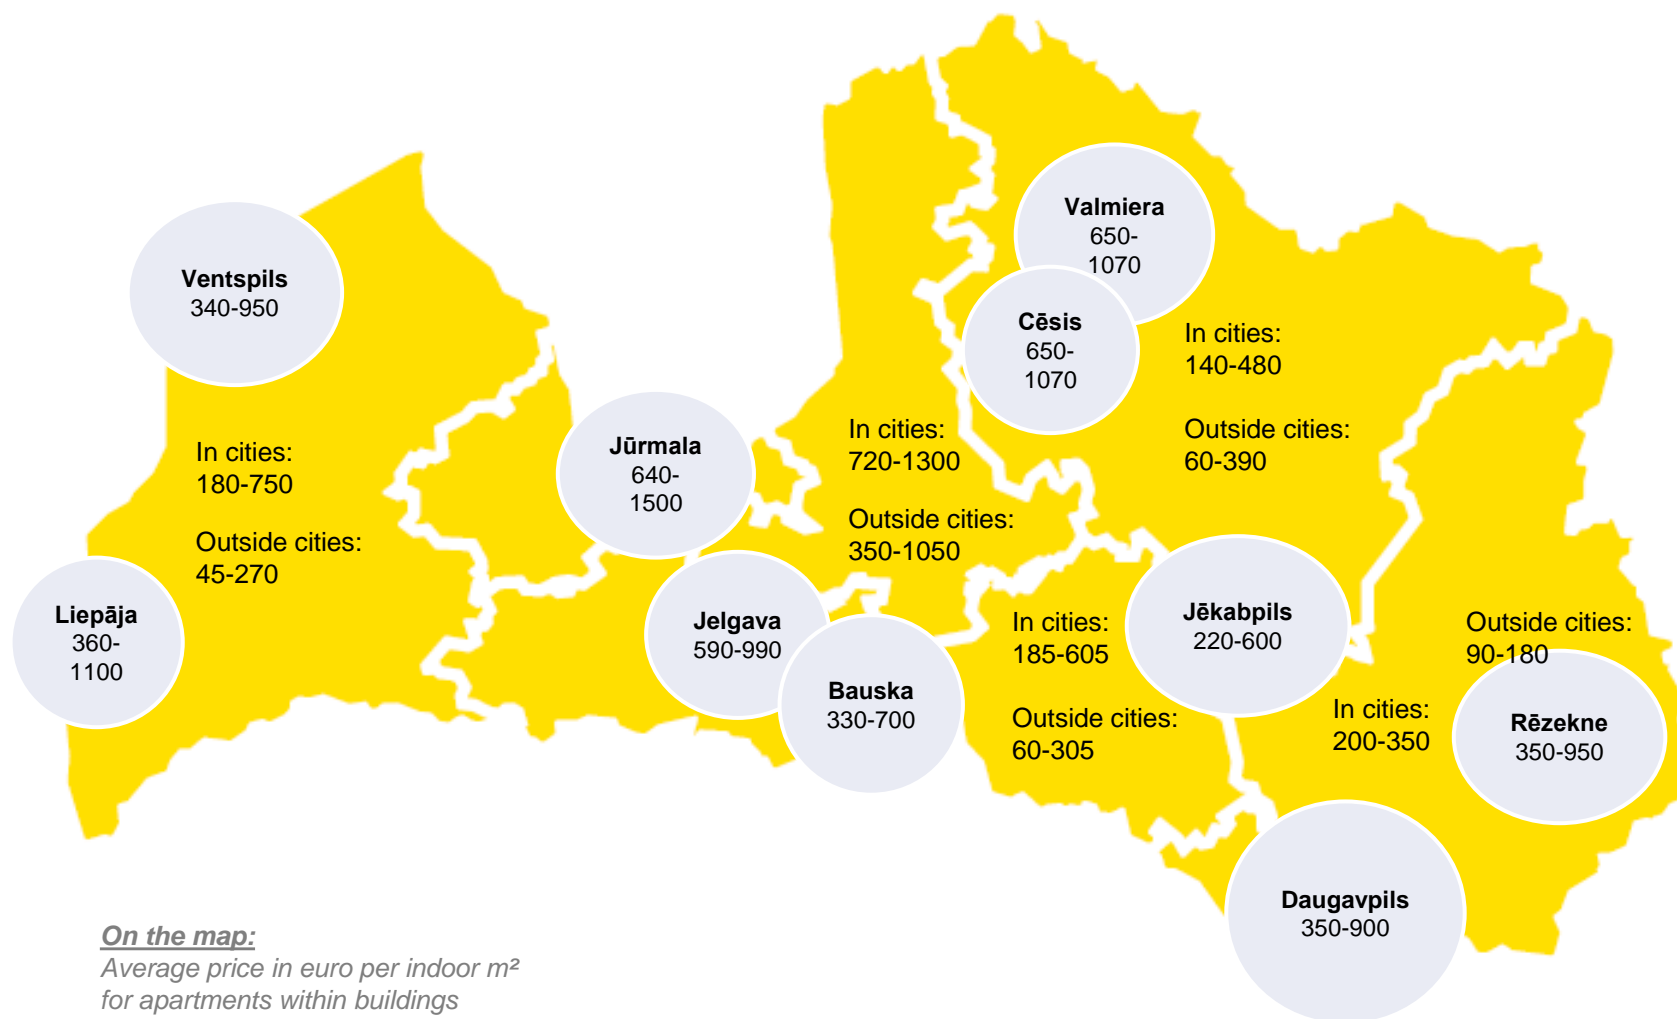 Valmiera
650-
1070
Ventspils
340-950
Cēsis
650-
1070
In cities:
140-480
Outside cities:
60-390
In cities:
720-1300
Outside cities:
350-1050
Jūrmala
640-
1500
In cities:
180-750
Outside cities:
45-270
Liepāja
360-
1100
Jelgava
590-990
Bauska
330-700
In cities:
185-605
Outside cities:
60-305
Jēkabpils
220-600
Outside cities:
90-180
In cities:
200-350
Rēzekne
350-950
Daugavpils
350-900
On the map:
Average price in euro per indoor m²
for apartments within buildings